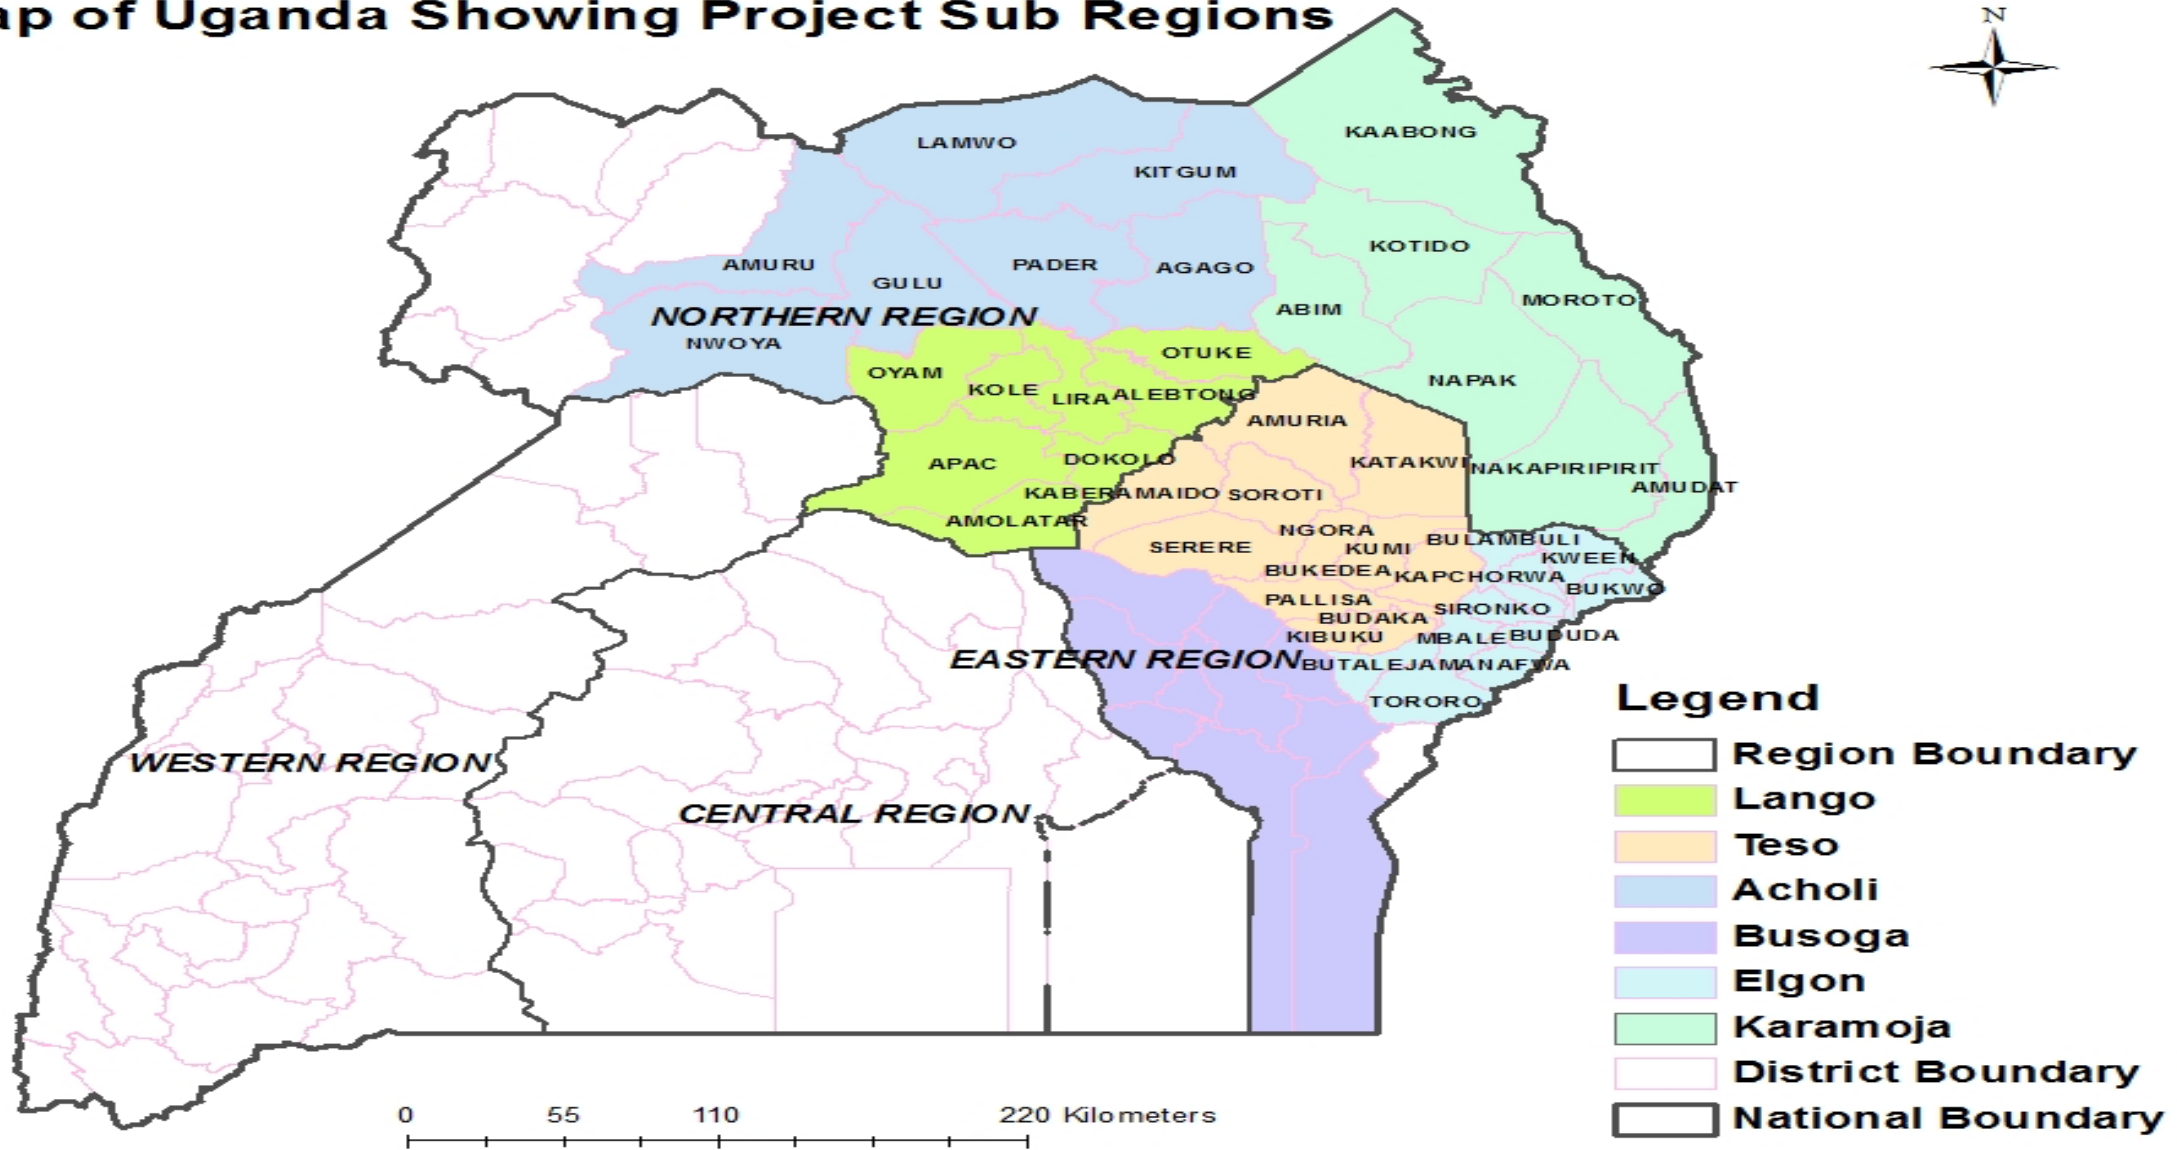 ap of Uganda Showing Project Sub Regions
N
KAABONG
LAMWO
KITGUM
KOTIDO
AMURU
PADER
AGAGO
GULU
MOROTO
ABIM
NORTHERN REGION
NWOYA
OTUKE
OYAM
KOLE
LIRA
ALEBTONG
NAPAK
AMURIA
APAC
DOKOLO
KATAKWI
NAKAPIRIPIRIT
AMUDAT
KABERAMAIDO
SOROTI
AMOLATAR
NGORA
BULAMBULI
SERERE
KUMI
KWEEN
BUKEDEA
KAPCHORWA
BUKWO
PALLISA
SIRONKO
BUDAKA
KIBUKU
MBALE
BUDUDA
EASTERN REGION
BUTALEJA
MANAFWA
TORORO
WESTERN REGION
CENTRAL REGION
Legend
Region Boundary
Lango
Teso
Acholi
Busoga
Elgon
Karamoja
District Boundary
National Boundary
0 55 110 220 Kilometers